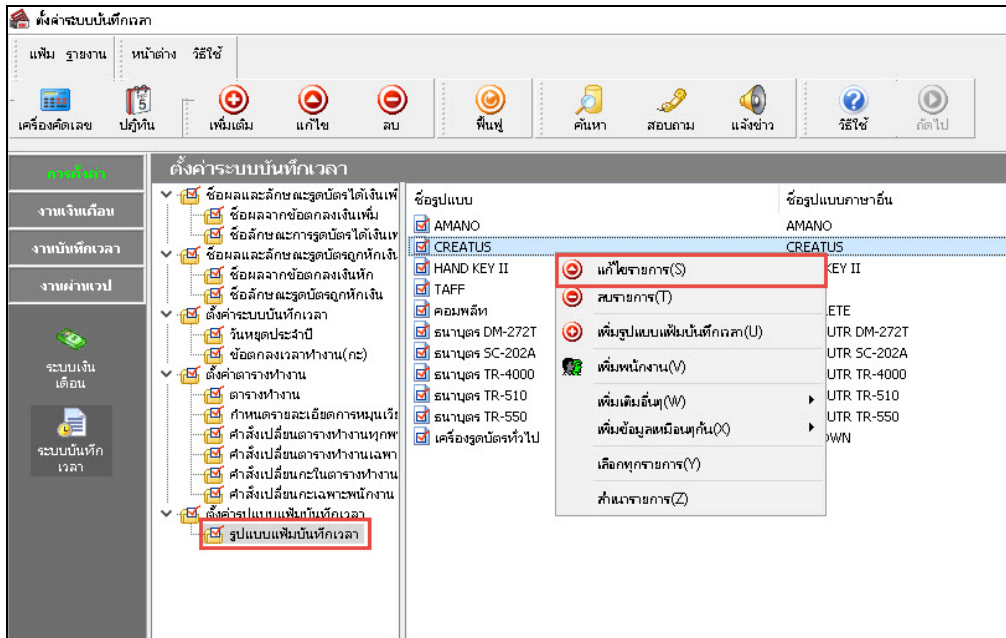 ตั้งค่าระบบบันทึกเวลา
แฟ้ม รายงาน หน้าต่าง วิธีใช้
เครื่องคิดเลข ปฏิทิน เพิ่มเติม แก้ไข ลบ ฟื้นฟู ค้นหา สอบถาม แจ้งข่าว วิธีใช้ ถัดไป
5
การตั้งค่า
งานเงินเดือน
งานบันทึกเวลา
งานผ่านเวป
ระบบเงิน
เดือน
ระบบบันทึก
เวลา
ตั้งค่าระบบบันทึกเวลา
ชื่อผลและลักษณะรูดบัตรได้เงินเพิ
ชื่อผลจากข้อตกลงเงินเพิ่ม
ชื่อลักษณะการรูดบัตรได้เงินเพ
ชื่อผลและลักษณะรูดบัตรถูกหักเงิน
ชื่อผลจากข้อตกลงเงินหัก
ชื่อลักษณะรูดบัตรถูกหักเงิน
ตั้งค่าระบบบันทึกเวลา
วันหยุดประจำปี
ข้อตกลงเวลาทำงาน(กะ)
ตั้งค่าตารางทำงาน
ตารางทำงาน
กำหนดรายละเอียดการหมุนเวีย
คำสั่งเปลี่ยนตารางทำงานทุกพ
คำสั่งเปลี่ยนตารางทำงานเฉพา
คำสั่งเปลี่ยนกะในตารางทำงาน
คำสั่งเปลี่ยนกะเฉพาะพนักงาน
ตั้งค่ารูปแบบแฟ้มบันทึกเวลา
รูปแบบแฟ้มบันทึกเวลา
ชื่อรูปแบบ ชื่อรูปแบบภาษาอื่น
AMANO AMANO
CREATUS CREATUS
HAND KEY II KEY II
TAFF
คอมพลีท LETE
ธนาบุตร DM-272T UTR DM-272T
ธนาบุตร SC-202A UTR SC-202A
ธนาบุตร TR-4000 UTR TR-4000
ธนาบุตร TR-510 UTR TR-510
ธนาบุตร TR-550 UTR TR-550
เครื่องรูดบัตรทั่วไป OWN
แก้ไขรายการ(S)
ลบรายการ(T)
เพิ่มรูปแบบแฟ้มบันทึกเวลา(U)
เพิ่มพนักงาน(V)
เพิ่มเติมอื่นๆ(W)
เพิ่มข้อมูลเหมือนๆกัน(X)
เลือกทุกรายการ(Y)
สำเนารายการ(Z)